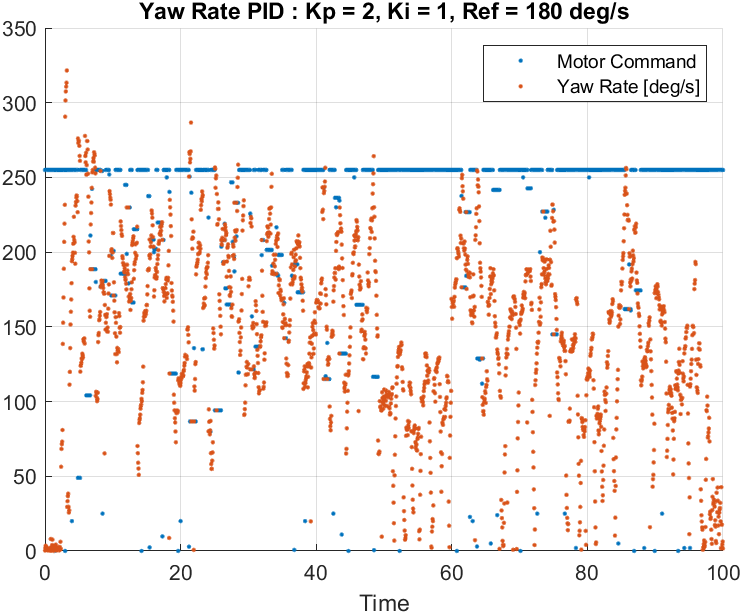 Yaw Rate PID : Kp = 2, Ki = 1, Ref = 180 deg/s
350
300
250
200
150
100
50
0
Motor Command
Yaw Rate [deg/s]
0 20 40 60 80 100
Time